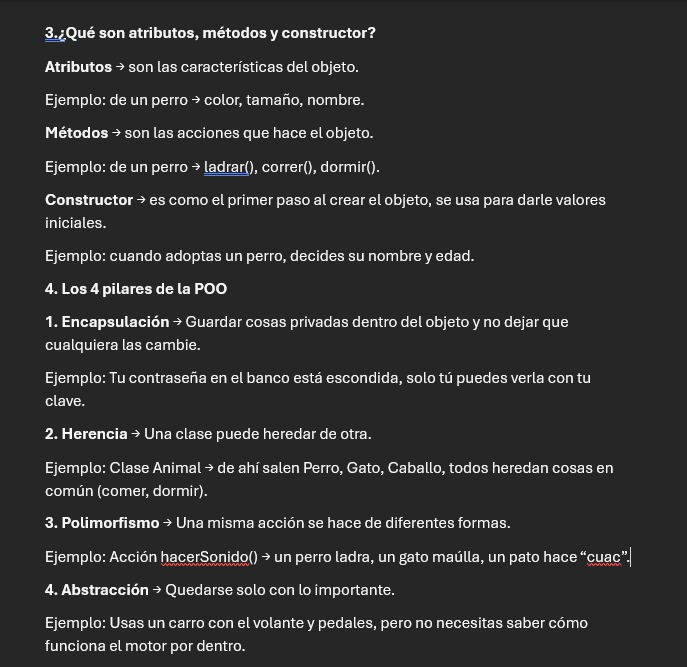 3.¿Qué son atributos, métodos y constructor?
Atributos → son las características del objeto.
Ejemplo: de un perro → color, tamaño, nombre.
Métodos → son las acciones que hace el objeto.
Ejemplo: de un perro → ladrar(), correr(), dormir().
Constructor → es como el primer paso al crear el objeto, se usa para darle valores
iniciales.
Ejemplo: cuando adoptas un perro, decides su nombre y edad.
4. Los 4 pilares de la POO
1. Encapsulación → Guardar cosas privadas dentro del objeto y no dejar que
cualquiera las cambie.
Ejemplo: Tu contraseña en el banco está escondida, solo tú puedes verla con tu
clave.
2. Herencia → Una clase puede heredar de otra.
Ejemplo: Clase Animal → de ahí salen Perro, Gato, Caballo, todos heredan cosas en
común (comer, dormir).
3. Polimorfismo → Una misma acción se hace de diferentes formas.
Ejemplo: Acción hacerSonido() → un perro ladra, un gato maúlla, un pato hace “cuac”.
4. Abstracción → Quedarse solo con lo importante.
Ejemplo: Usas un carro con el volante y pedales, pero no necesitas saber cómo
funciona el motor por dentro.